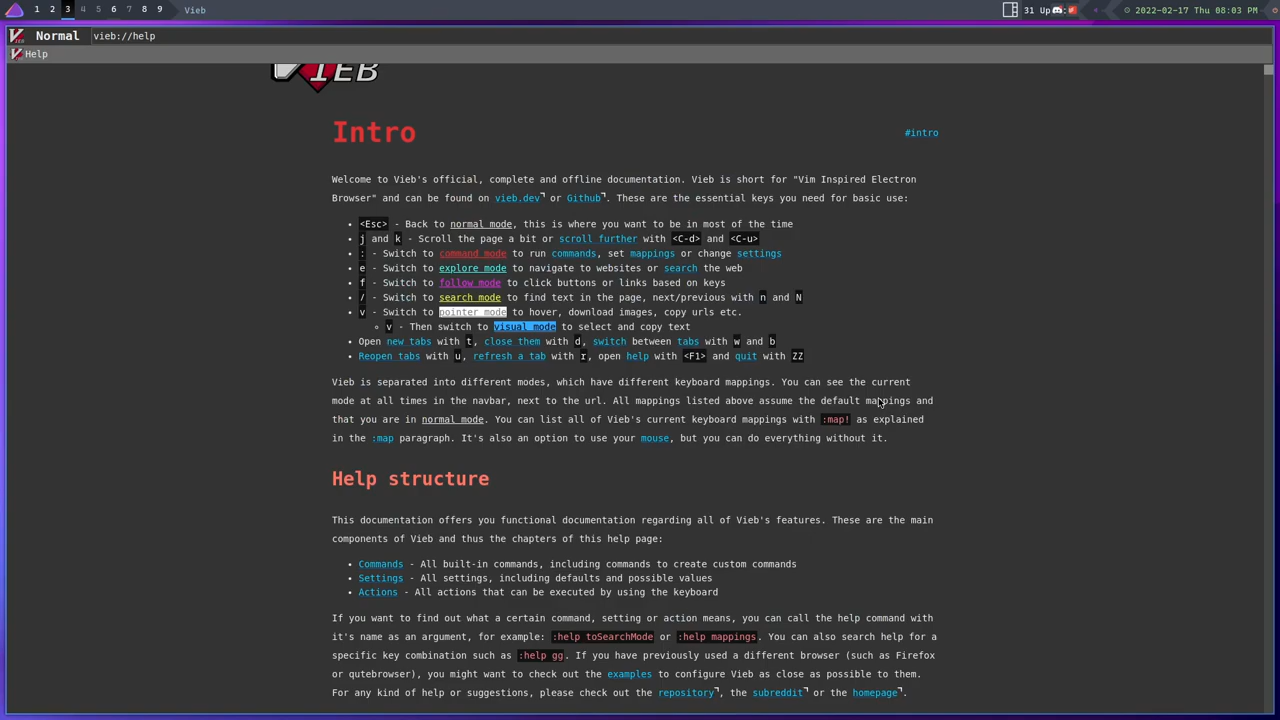 1 2 3 4 5 6 7 8 9 Vieb 31 Up 2022-02-17 Thu 08:03 PM
Normal vieb://help
Help
VIEB
Intro #intro
Welcome to Vieb's official, complete and offline documentation. Vieb is short for "Vim Inspired Electron
Browser" and can be found on vieb.dev or Github. These are the essential keys you need for basic use:
• <Esc> - Back to normal mode, this is where you want to be in most of the time
• j and k - Scroll the page a bit or scroll further with <C-d> and <C-u>
• : - Switch to command mode to run commands, set mappings or change settings
• e - Switch to explore mode to navigate to websites or search the web
• f - Switch to follow mode to click buttons or links based on keys
• / - Switch to search mode to find text in the page, next/previous with n and N
• v - Switch to pointer mode to hover, download images, copy urls etc.
◦ v - Then switch to visual mode to select and copy text
• Open new tabs with t, close them with d, switch between tabs with w and b
• Reopen tabs with u, refresh a tab with r, open help with <F1> and quit with ZZ
Vieb is separated into different modes, which have different keyboard mappings. You can see the current
mode at all times in the navbar, next to the url. All mappings listed above assume the default mappings and
that you are in normal mode. You can list all of Vieb's current keyboard mappings with :map! as explained
in the :map paragraph. It's also an option to use your mouse, but you can do everything without it.
Help structure
This documentation offers you functional documentation regarding all of Vieb's features. These are the main
components of Vieb and thus the chapters of this help page:
• Commands - All built-in commands, including commands to create custom commands
• Settings - All settings, including defaults and possible values
• Actions - All actions that can be executed by using the keyboard
If you want to find out what a certain command, setting or action means, you can call the help command with
it's name as an argument, for example: :help toSearchMode or :help mappings. You can also search help for a
specific key combination such as :help gg. If you have previously used a different browser (such as Firefox
or qutebrowser), you might want to check out the examples to configure Vieb as close as possible to them.
For any kind of help or suggestions, please check out the repository, the subreddit or the homepage.